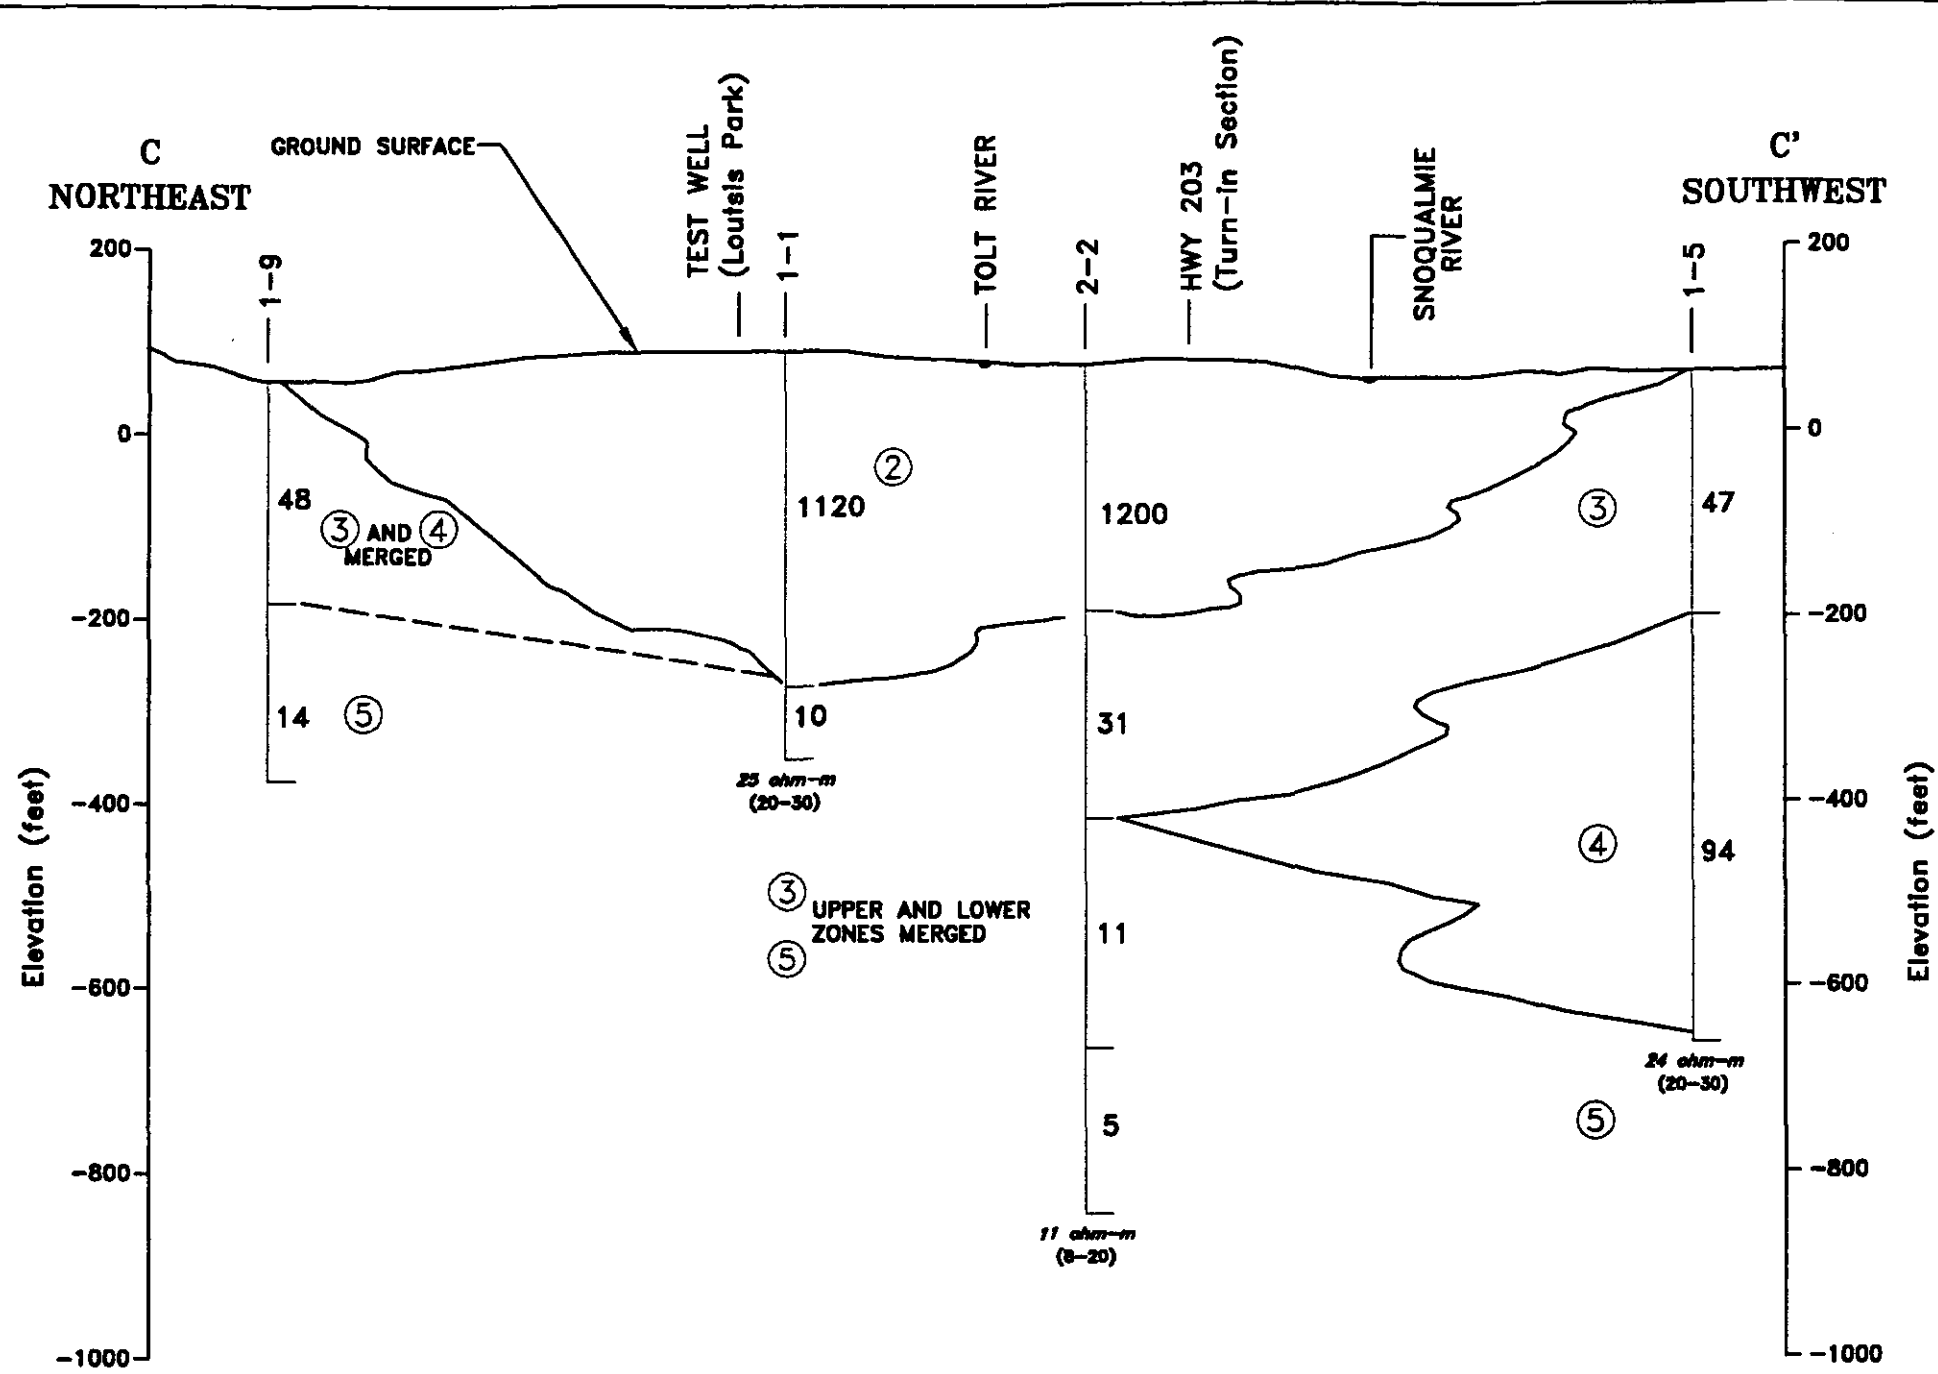 C
NORTHEAST
GROUND SURFACE
TEST WELL
(Loutsis Park)
1-9
1-1
TOLT RIVER
2-2
HWY 203
(Turn-in Section)
SNOQUALMIE
RIVER
1-5
C'
SOUTHWEST
200
0
-200
-400
-600
-800
-1000
Elevation (feet)
48
3 AND 4
MERGED
14 5
1120
2
10
25 ohm-m
(20-30)
3
UPPER AND LOWER
ZONES MERGED
5
1200
31
11
5
11 ohm-m
(8-20)
3
47
4
94
24 ohm-m
(20-30)
5
200
0
-200
-400
-600
-800
-1000
Elevation (feet)